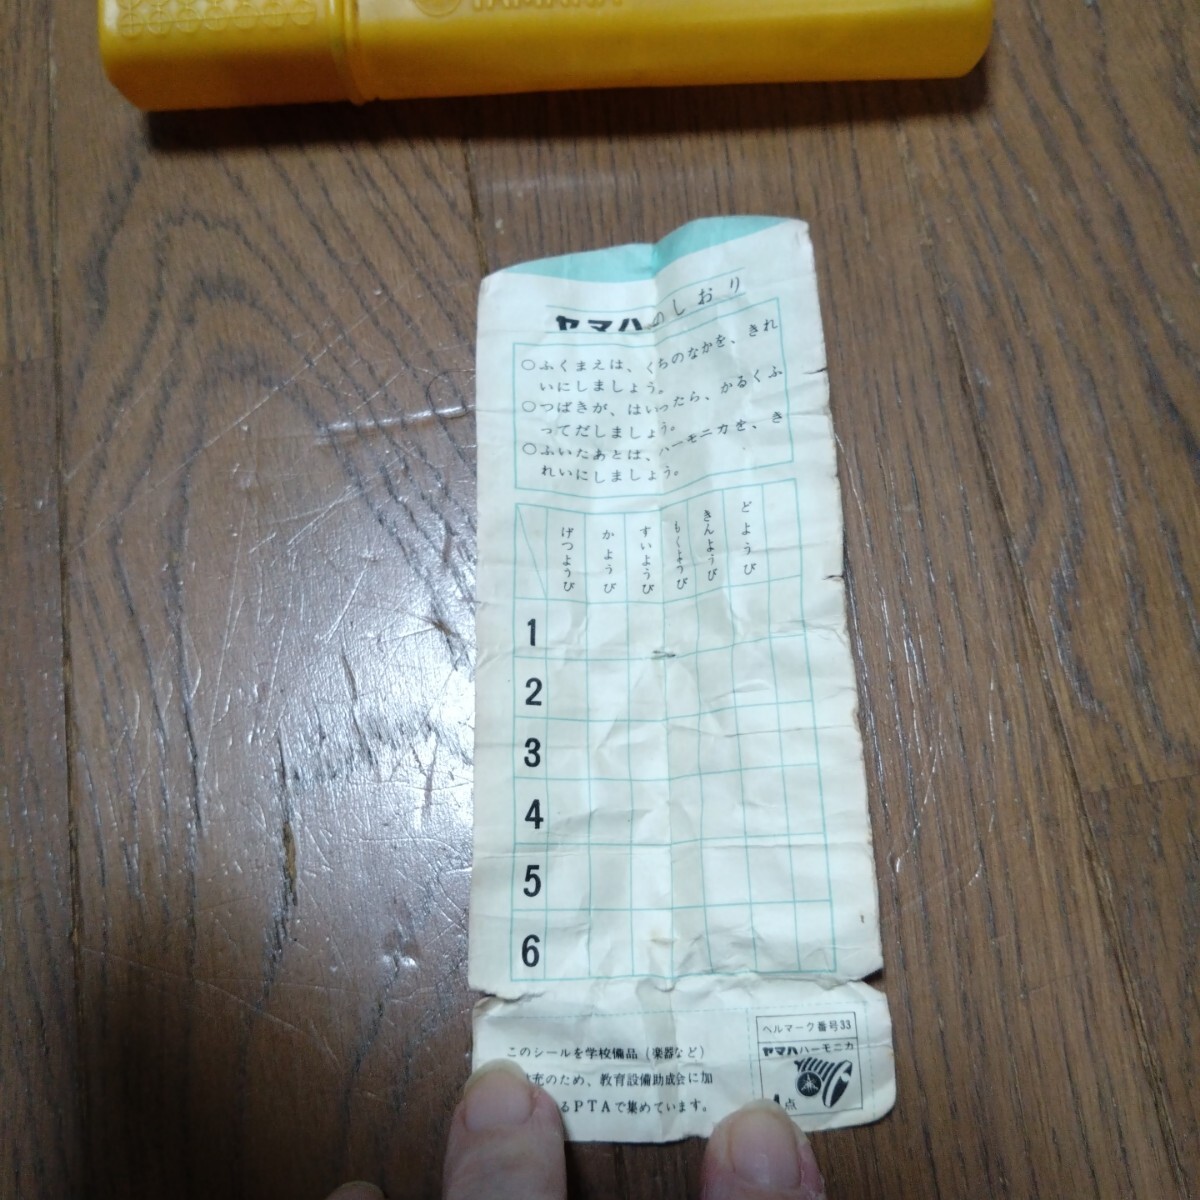 YAMAHA
ヤマハのしおり
○ふくまえは、くちのなかを、きれ
いにしましょう。
○つばきが、はいったら、かるくふ
ってだしましょう。
○ふいたあとは、ハーモニカを、き
れいにしましょう。
げつようび
かようび
すいようび
もくようび
きんようび
どようび
1
2
3
4
5
6
このシールを学校備品（楽器など）
充のため、教育設備助成会に加
るPTAで集めています。
ベルマーク番号33
ヤマハハーモニカ
点